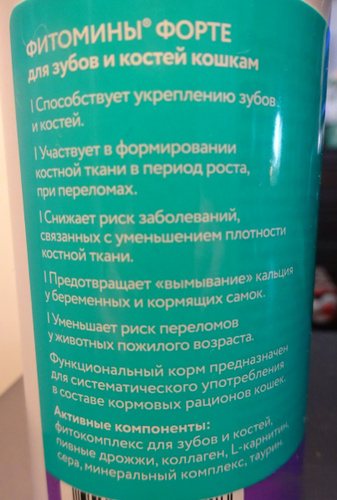 ФИТОМИНЫ® ФОРТЕ
для зубов и костей кошкам
| Способствует укреплению зубов
и костей.
| Участвует в формировании
костной ткани в период роста,
при переломах.
| Снижает риск заболеваний,
связанных с уменьшением плотности
костной ткани.
| Предотвращает «вымывание» кальция
у беременных и кормящих самок.
| Уменьшает риск переломов
у животных пожилого возраста.
Функциональный корм предназначен
для систематического употребления
в составе кормовых рационов кошек.
Активные компоненты:
фитокомплекс для зубов и костей,
пивные дрожжи, коллаген, L-карнитин,
сера, минеральный комплекс, таурин.